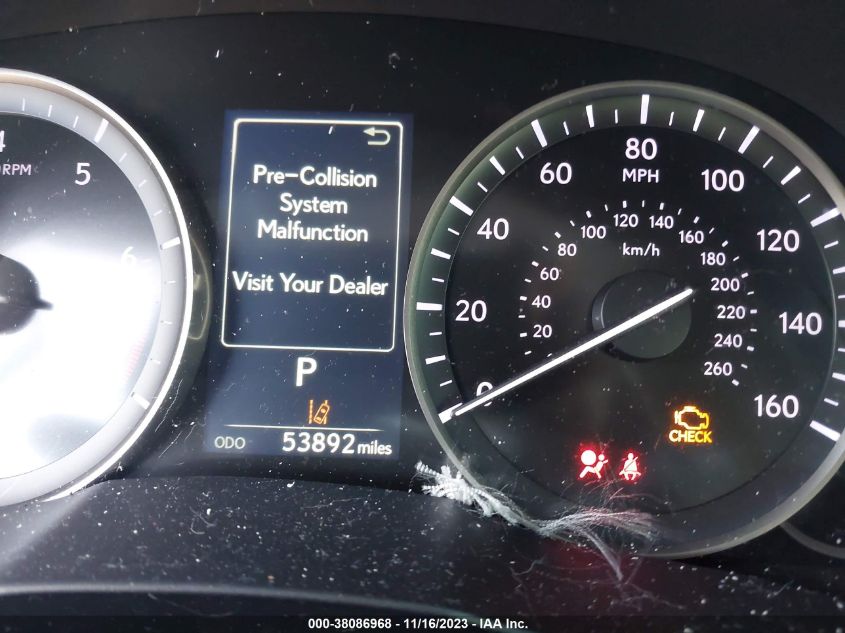 4
5
6
RPM
Pre-Collision
System
Malfunction
Visit Your Dealer
P
ODO 53892 miles
0
20
40
60
80
100
120
140
160
MPH
20
40
60
80
100
120
140
160
180
200
220
240
260
km/h
CHECK
000-38086968 - 11/16/2023 - IAA Inc.